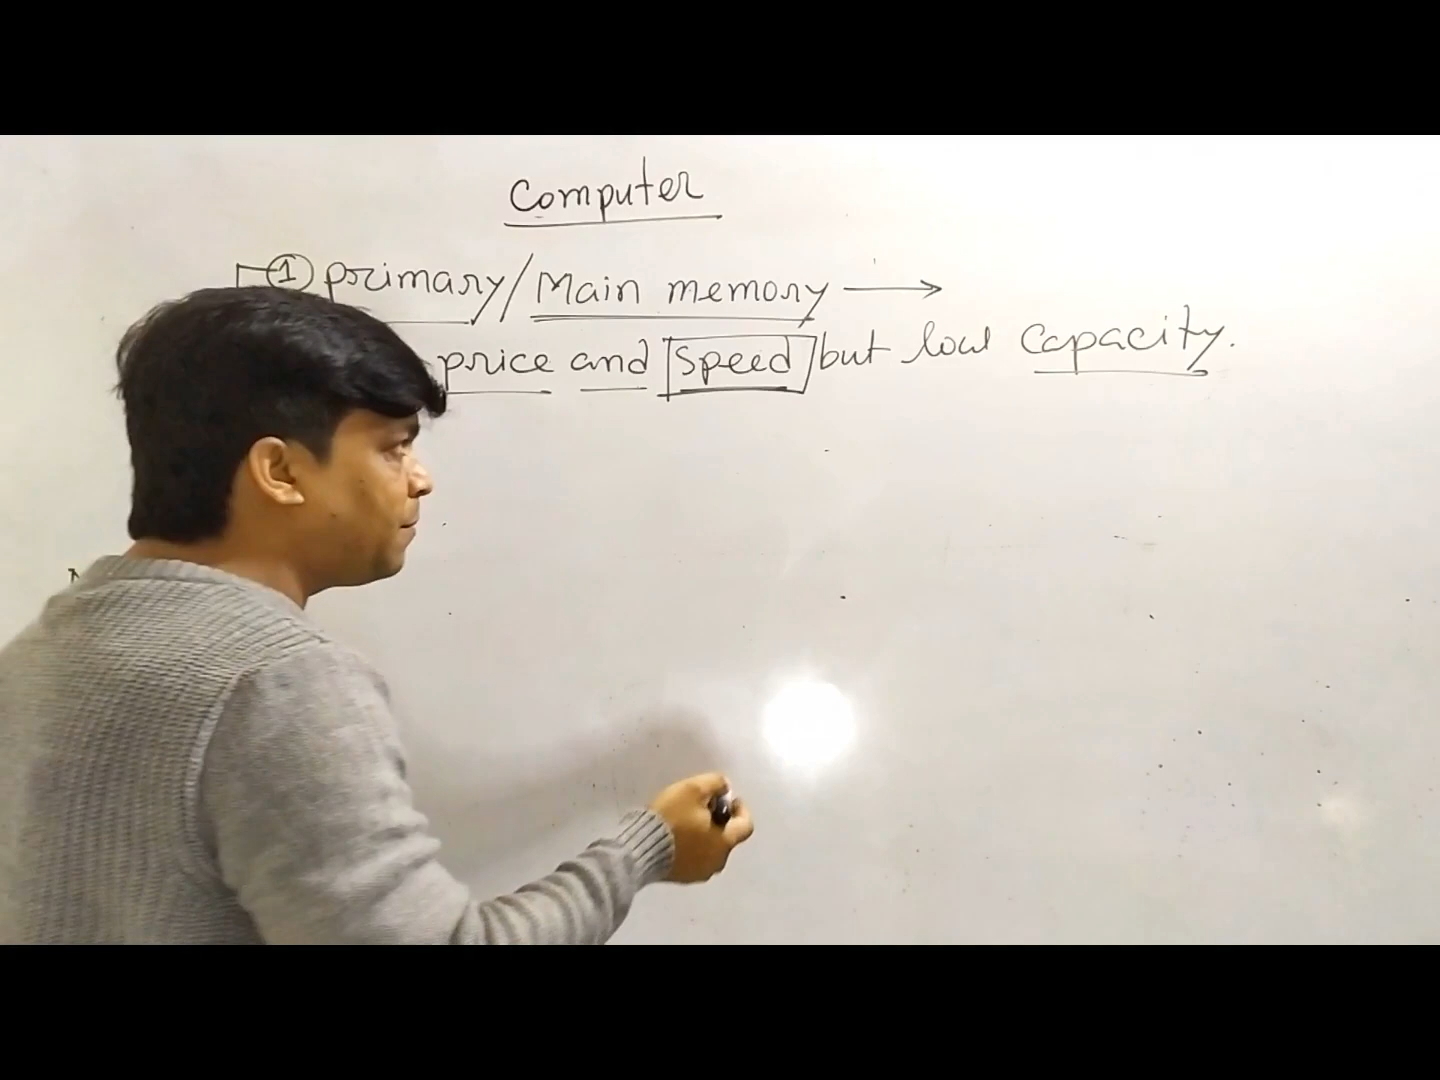 Computer
① primary/Main memory →
price and speed but low capacity.